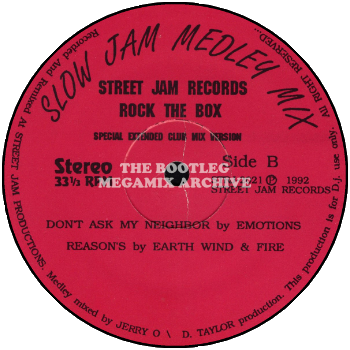 SLOW JAM MEDLEY MIX
STREET JAM RECORDS
ROCK THE BOX
SPECIAL EXTENDED CLUB MIX VERSION
Stereo
33⅓ RPM
Side B
THE BOOTLEG
MEGAMIX ARCHIVE
21 Ⓟ 1992
STREET JAM RECORDS
DON'T ASK MY NEIGHBOR by EMOTIONS
REASON'S by EARTH WIND & FIRE
Recorded And Remixed At STREET JAM PRODUCTIONS. Medley mixed by JERRY O \ D. TAYLOR production. This production is for D.j. use only. All RIGHT RESERVED...